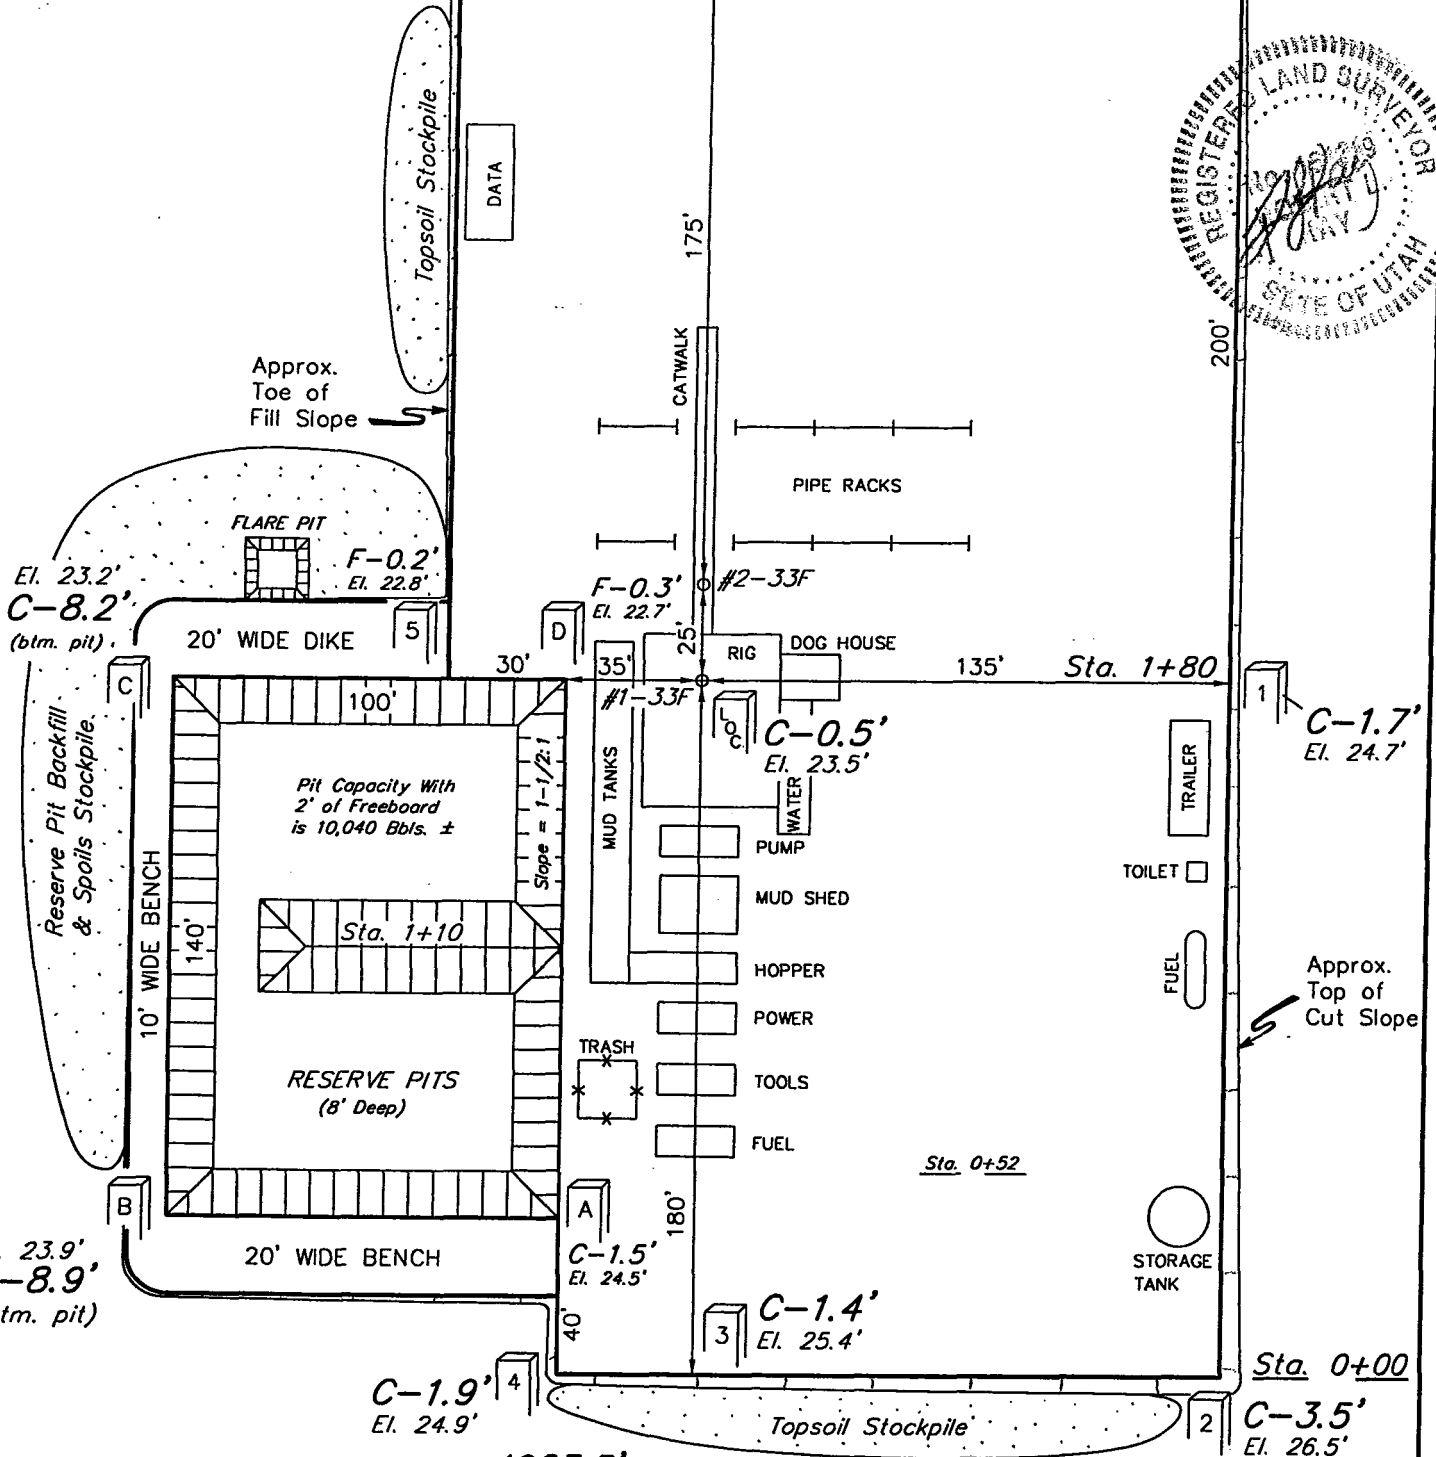 Topsoil Stockpile
DATA
175'
REGISTERED LAND SURVEYOR
STATE OF UTAH
200'
CATWALK
Approx.
Toe of
Fill Slope
PIPE RACKS
FLARE PIT
F-0.2'
El. 22.8'
El. 23.2'
C-8.2'
(btm. pit)
#2-33F
F-0.3'
El. 22.7'
5
D
20' WIDE DIKE
25'
RIG
DOG HOUSE
C
30'
35'
135'
Sta. 1+80
1
#1-33F
100'
LOC
C-0.5'
El. 23.5'
C-1.7'
El. 24.7'
Reserve Pit Backfill
& Spoils Stockpile.
Pit Capacity With
2' of Freeboard
is 10,040 Bbls. ±
Slope = 1-1/2:1
MUD TANKS
WATER
TRAILER
PUMP
TOILET
MUD SHED
10' WIDE BENCH
140'
Sta. 1+10
HOPPER
FUEL
Approx.
Top of
Cut Slope
POWER
TRASH
RESERVE PITS
(8' Deep)
TOOLS
FUEL
Sta. 0+52
B
A
180'
20' WIDE BENCH
C-1.5'
El. 24.5'
STORAGE
TANK
23.9'
-8.9'
tm. pit)
40'
3
C-1.4'
El. 25.4'
Sta. 0+00
C-1.9'
El. 24.9'
4
Topsoil Stockpile
2
C-3.5'
El. 26.5'